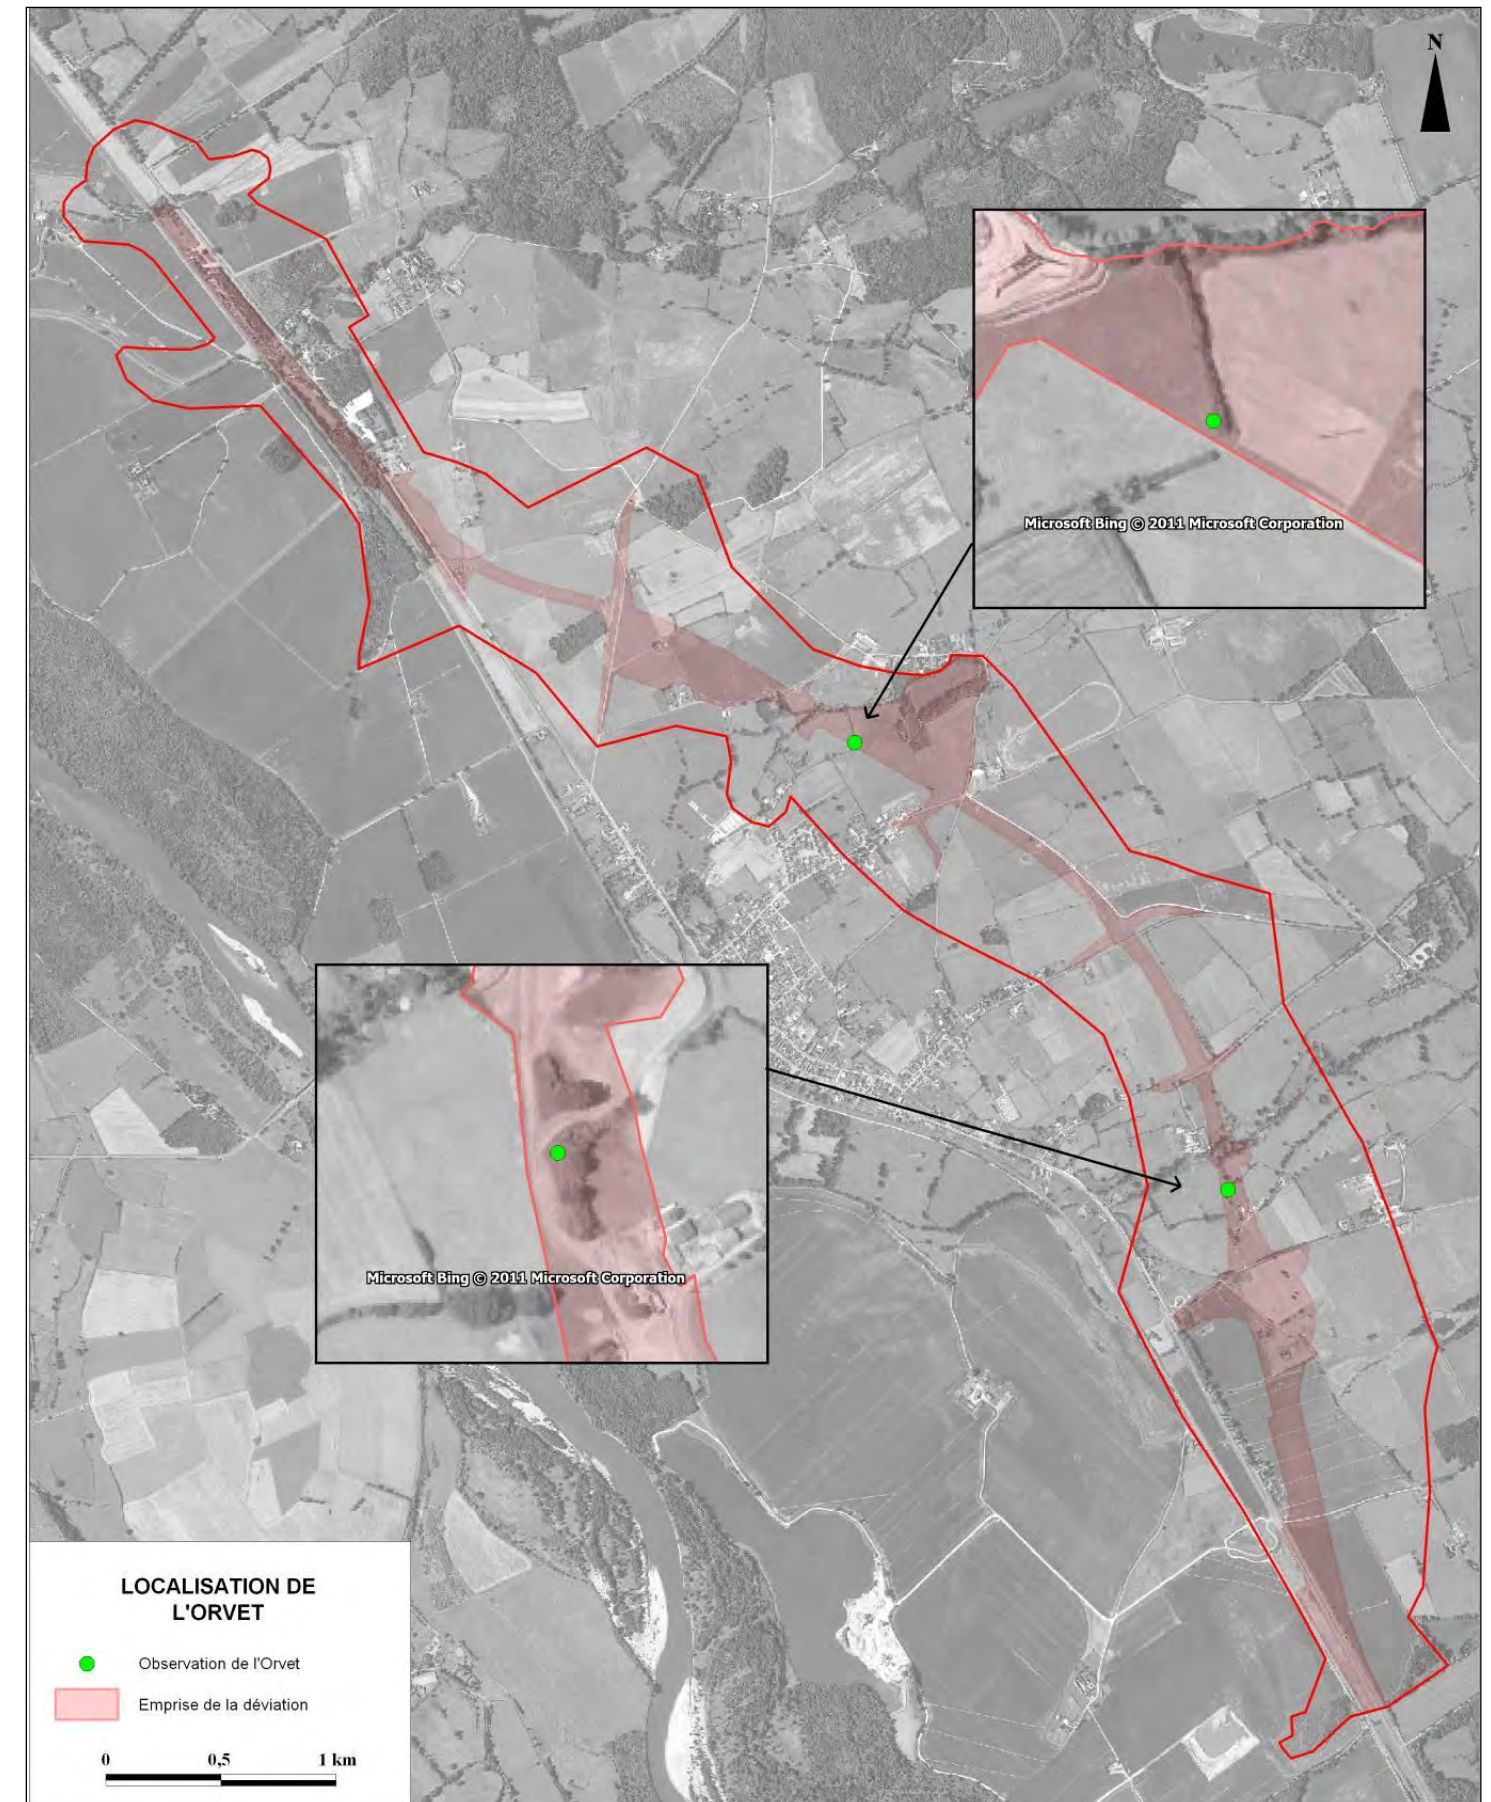 N
Microsoft Bing © 2011 Microsoft Corporation
Microsoft Bing © 2011 Microsoft Corporation
LOCALISATION DE
L'ORVET
Observation de l'Orvet
Emprise de la déviation
0 0,5 1 km